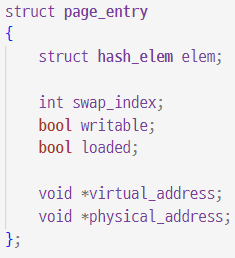 struct page_entry
{
struct hash_elem elem;
int swap_index;
bool writable;
bool loaded;
void *virtual_address;
void *physical_address;
};